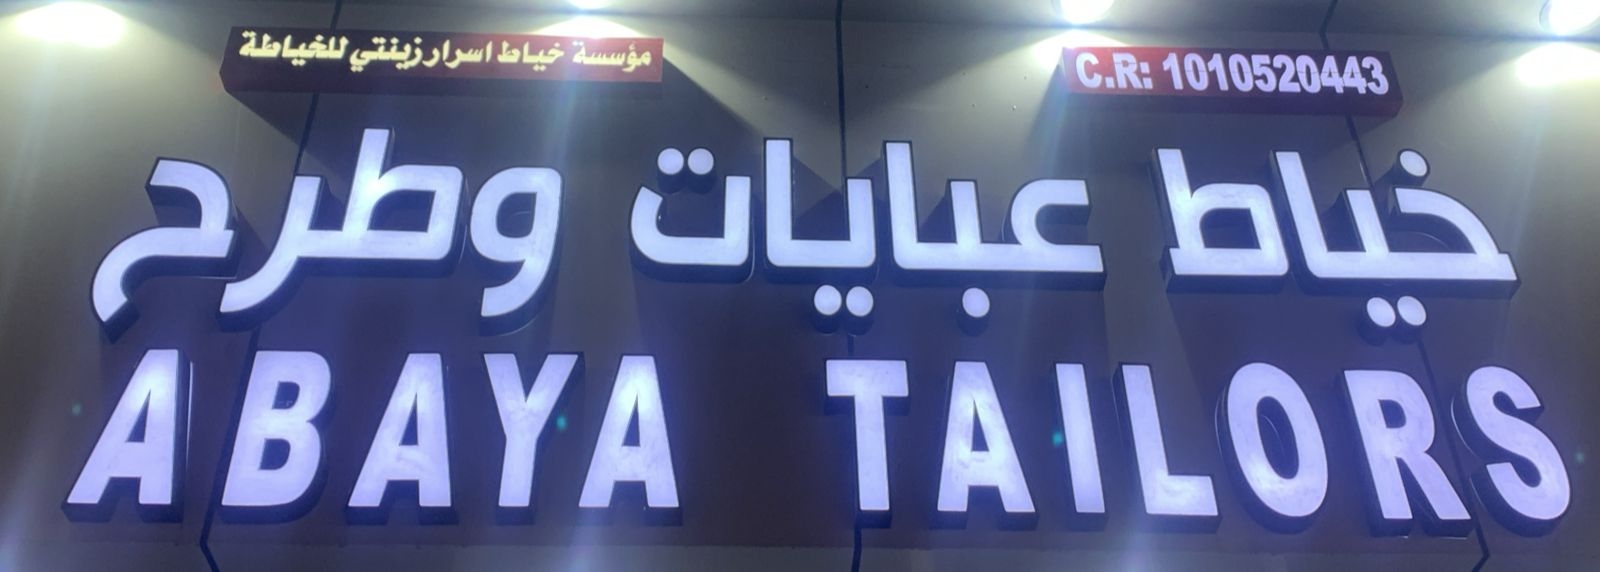 مؤسسة خياط اسرار زينتي للخياطة
C.R: 1010520443
خياط عبايات وطرح
ABAYA TAILORS